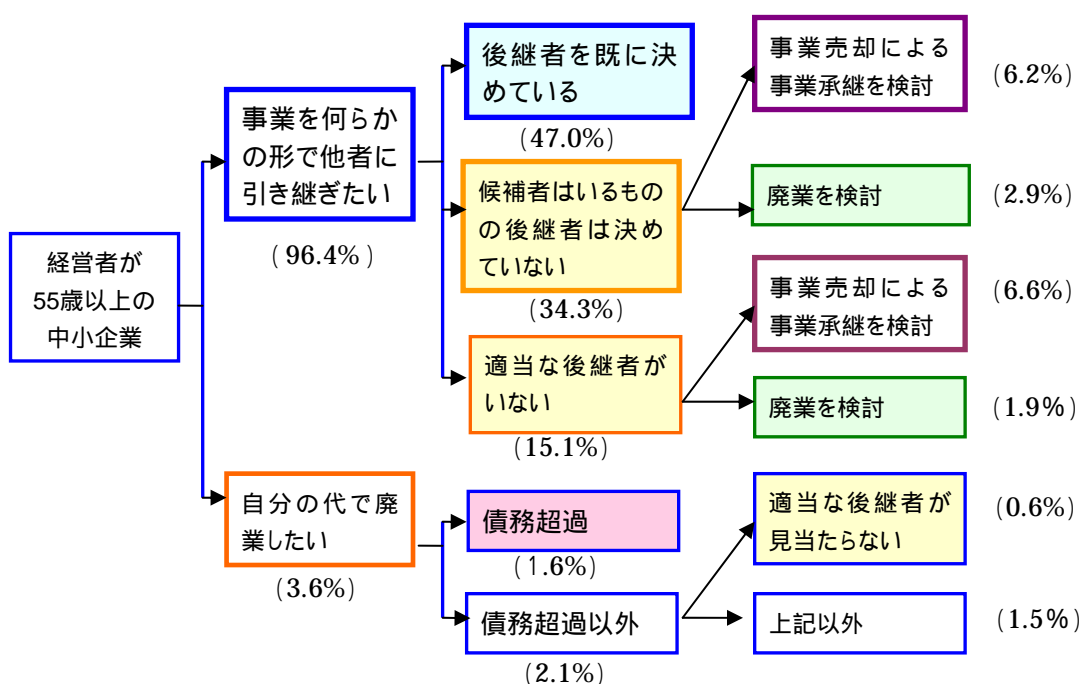 経営者が
55歳以上の
中小企業
事業を何らか
の形で他者に
引き継ぎたい
(96.4%)
後継者を既に決
めている
(47.0%)
候補者はいるもの
の後継者は決め
ていない
(34.3%)
事業売却による
事業承継を検討
(6.2%)
廃業を検討
(2.9%)
適当な後継者が
いない
(15.1%)
事業売却による
事業承継を検討
(6.6%)
廃業を検討
(1.9%)
自分の代で廃
業したい
(3.6%)
債務超過
(1.6%)
債務超過以外
(2.1%)
適当な後継者が
見当たらない
(0.6%)
上記以外
(1.5%)